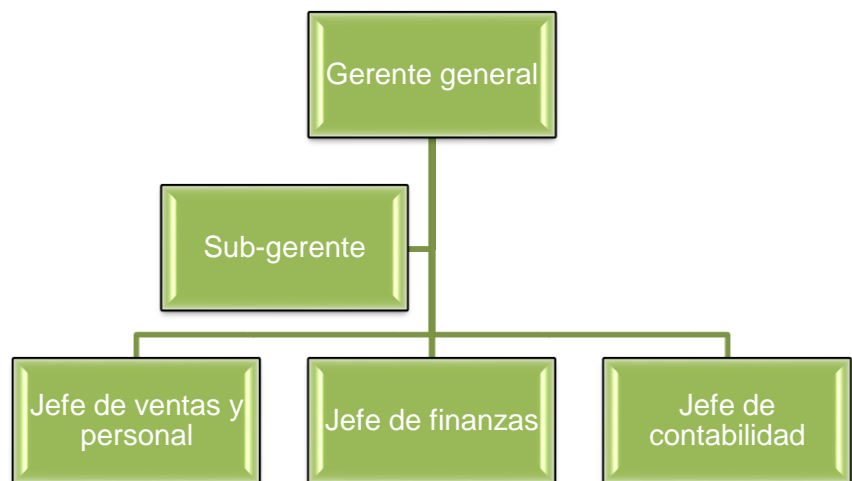 Gerente general
Sub-gerente
Jefe de ventas y
personal
Jefe de finanzas
Jefe de
contabilidad